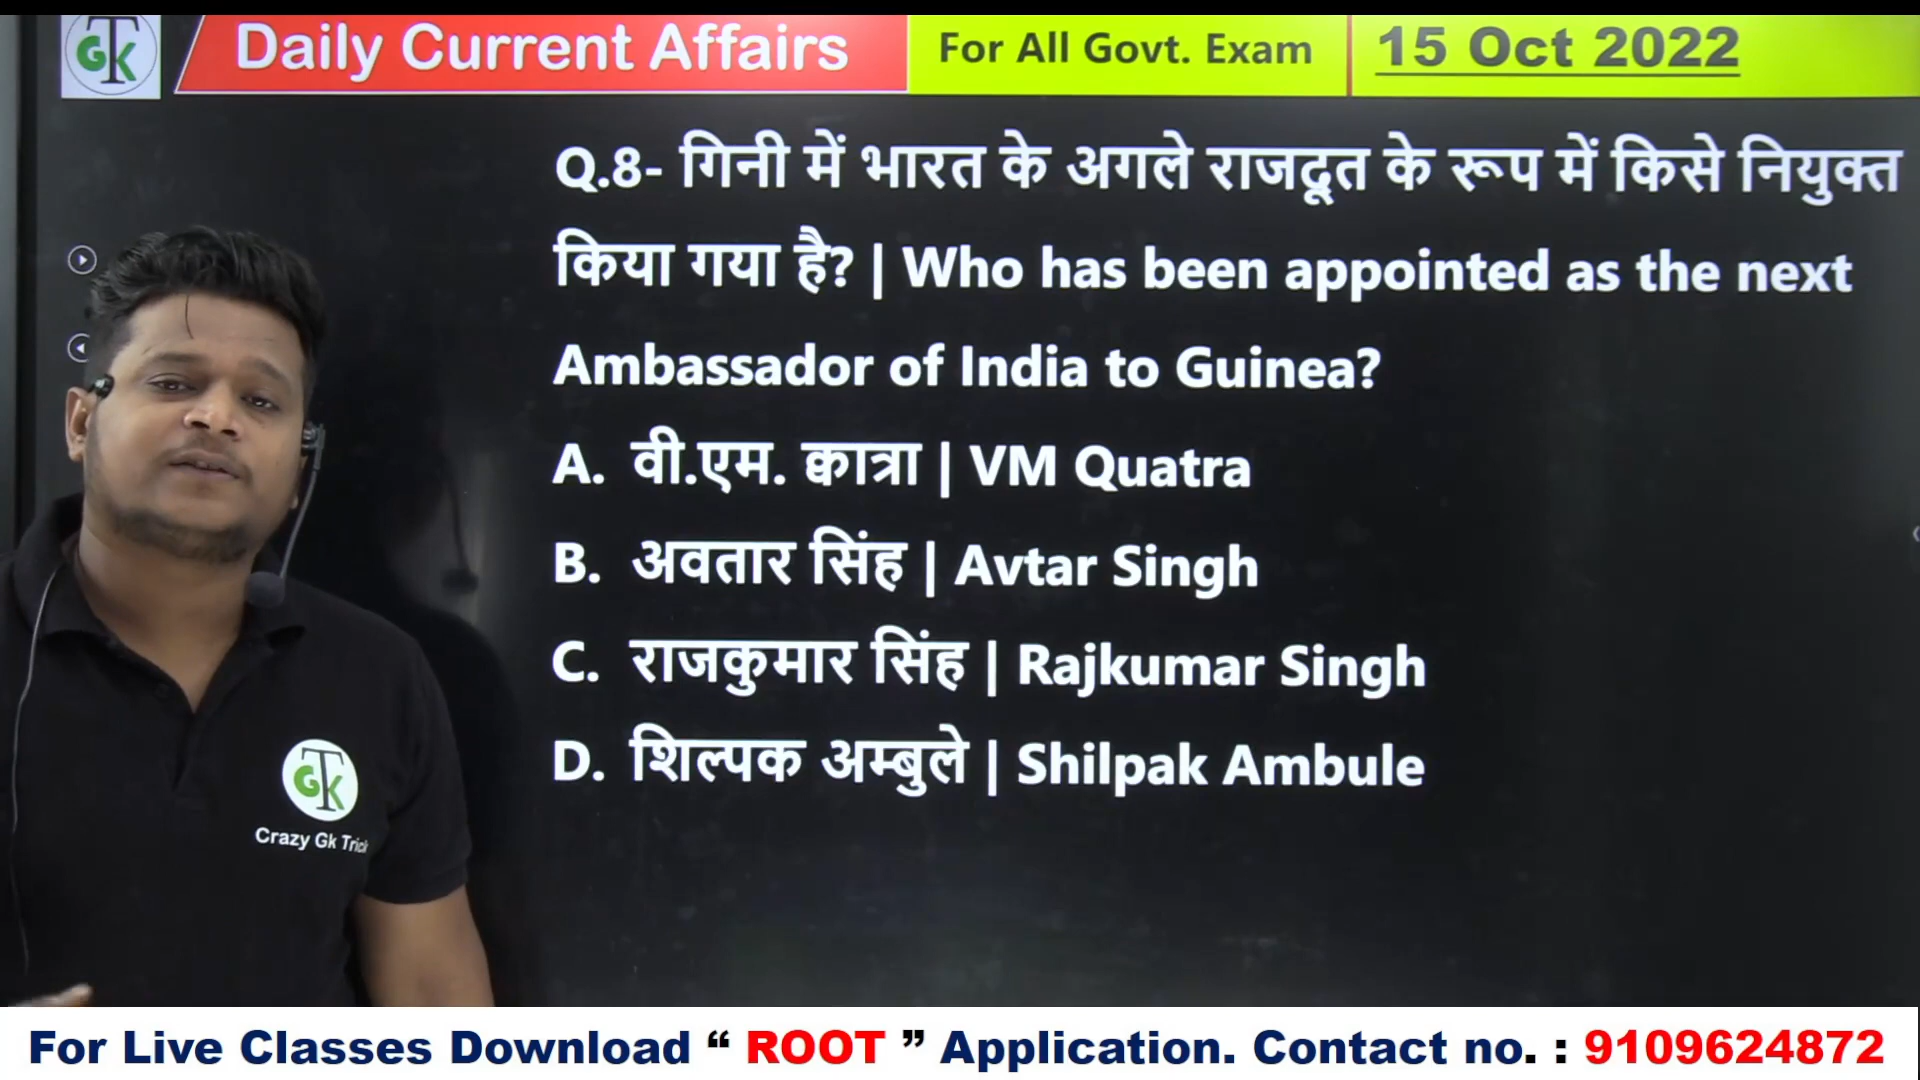 GTK
Daily Current Affairs
For All Govt. Exam
15 Oct 2022
Q.8- गिनी में भारत के अगले राजदूत के रूप में किसे नियुक्त
किया गया है? | Who has been appointed as the next
Ambassador of India to Guinea?
A. वी.एम. क्वात्रा | VM Quatra
B. अवतार सिंह | Avtar Singh
C. राजकुमार सिंह | Rajkumar Singh
D. शिल्पक अम्बुले | Shilpak Ambule
GTK
Crazy Gk Trick
For Live Classes Download “ ROOT ” Application. Contact no. : 9109624872